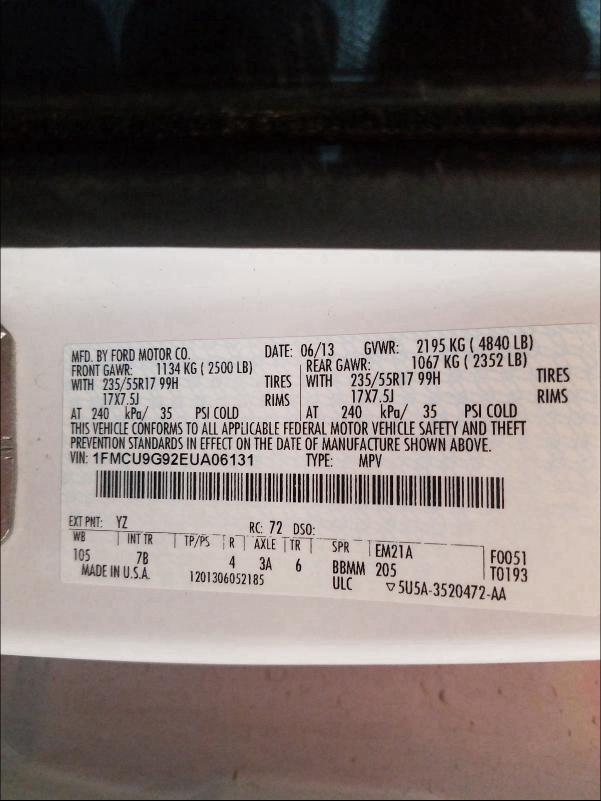 MFD. BY FORD MOTOR CO. DATE: 06/13 GVWR: 2195 KG ( 4840 LB)
FRONT GAWR: 1134 KG ( 2500 LB) REAR GAWR: 1067 KG ( 2352 LB)
WITH 235/55R17 99H TIRES WITH 235/55R17 99H TIRES
17X7.5J RIMS 17X7.5J RIMS
AT 240 kPa/ 35 PSI COLD AT 240 kPa/ 35 PSI COLD
THIS VEHICLE CONFORMS TO ALL APPLICABLE FEDERAL MOTOR VEHICLE SAFETY AND THEFT
PREVENTION STANDARDS IN EFFECT ON THE DATE OF MANUFACTURE SHOWN ABOVE.
VIN: 1FMCU9G92EUA06131 TYPE: MPV
EXT PNT: YZ RC: 72 DSO:
WB INT TR TP/PS R AXLE TR SPR EM21A F0051
105 7B 4 3A 6 BBMM 205 T0193
MADE IN U.S.A. 1201306052185 ULC ▽5U5A-3520472-AA